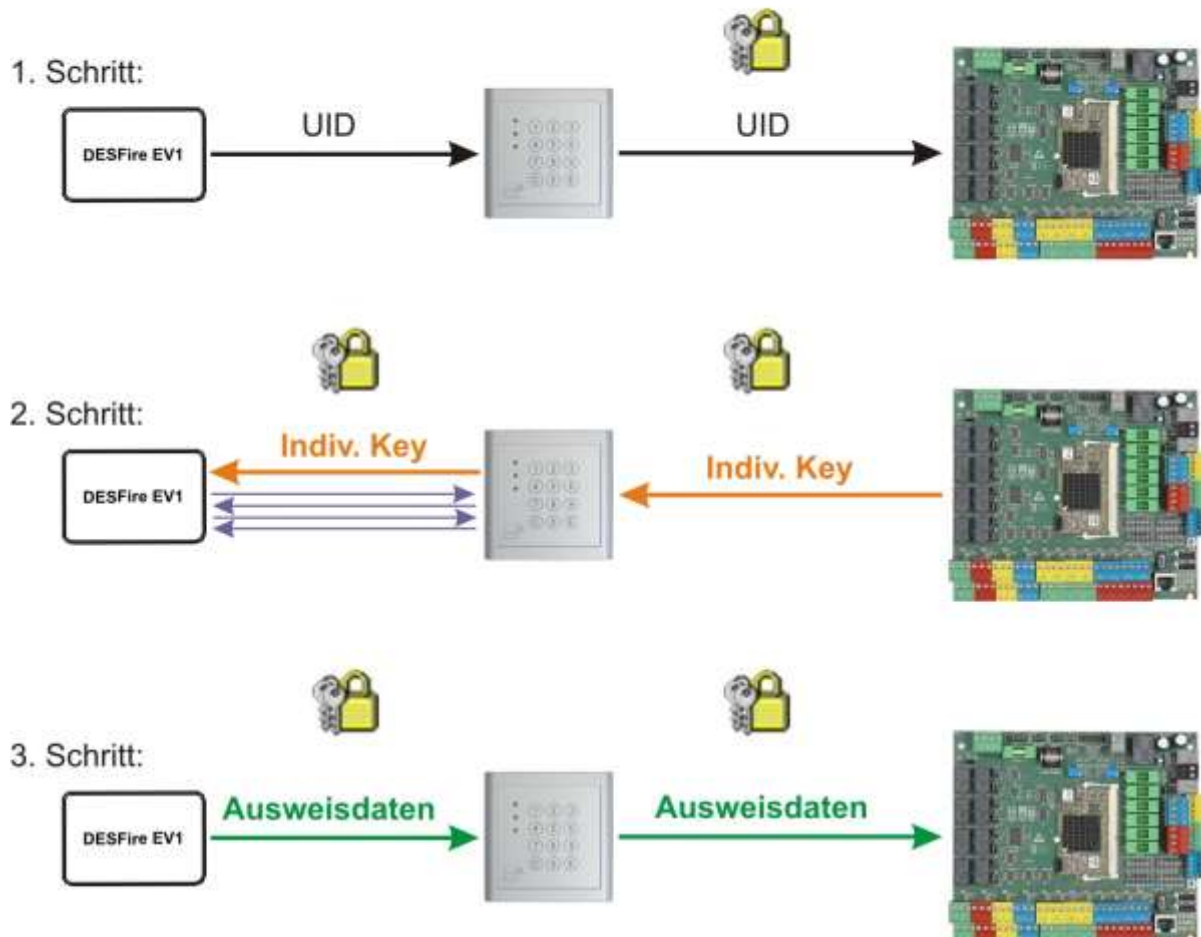 1. Schritt:
DESFire EV1
UID
UID
2. Schritt:
DESFire EV1
Indiv. Key
Indiv. Key
3. Schritt:
DESFire EV1
Ausweisdaten
Ausweisdaten